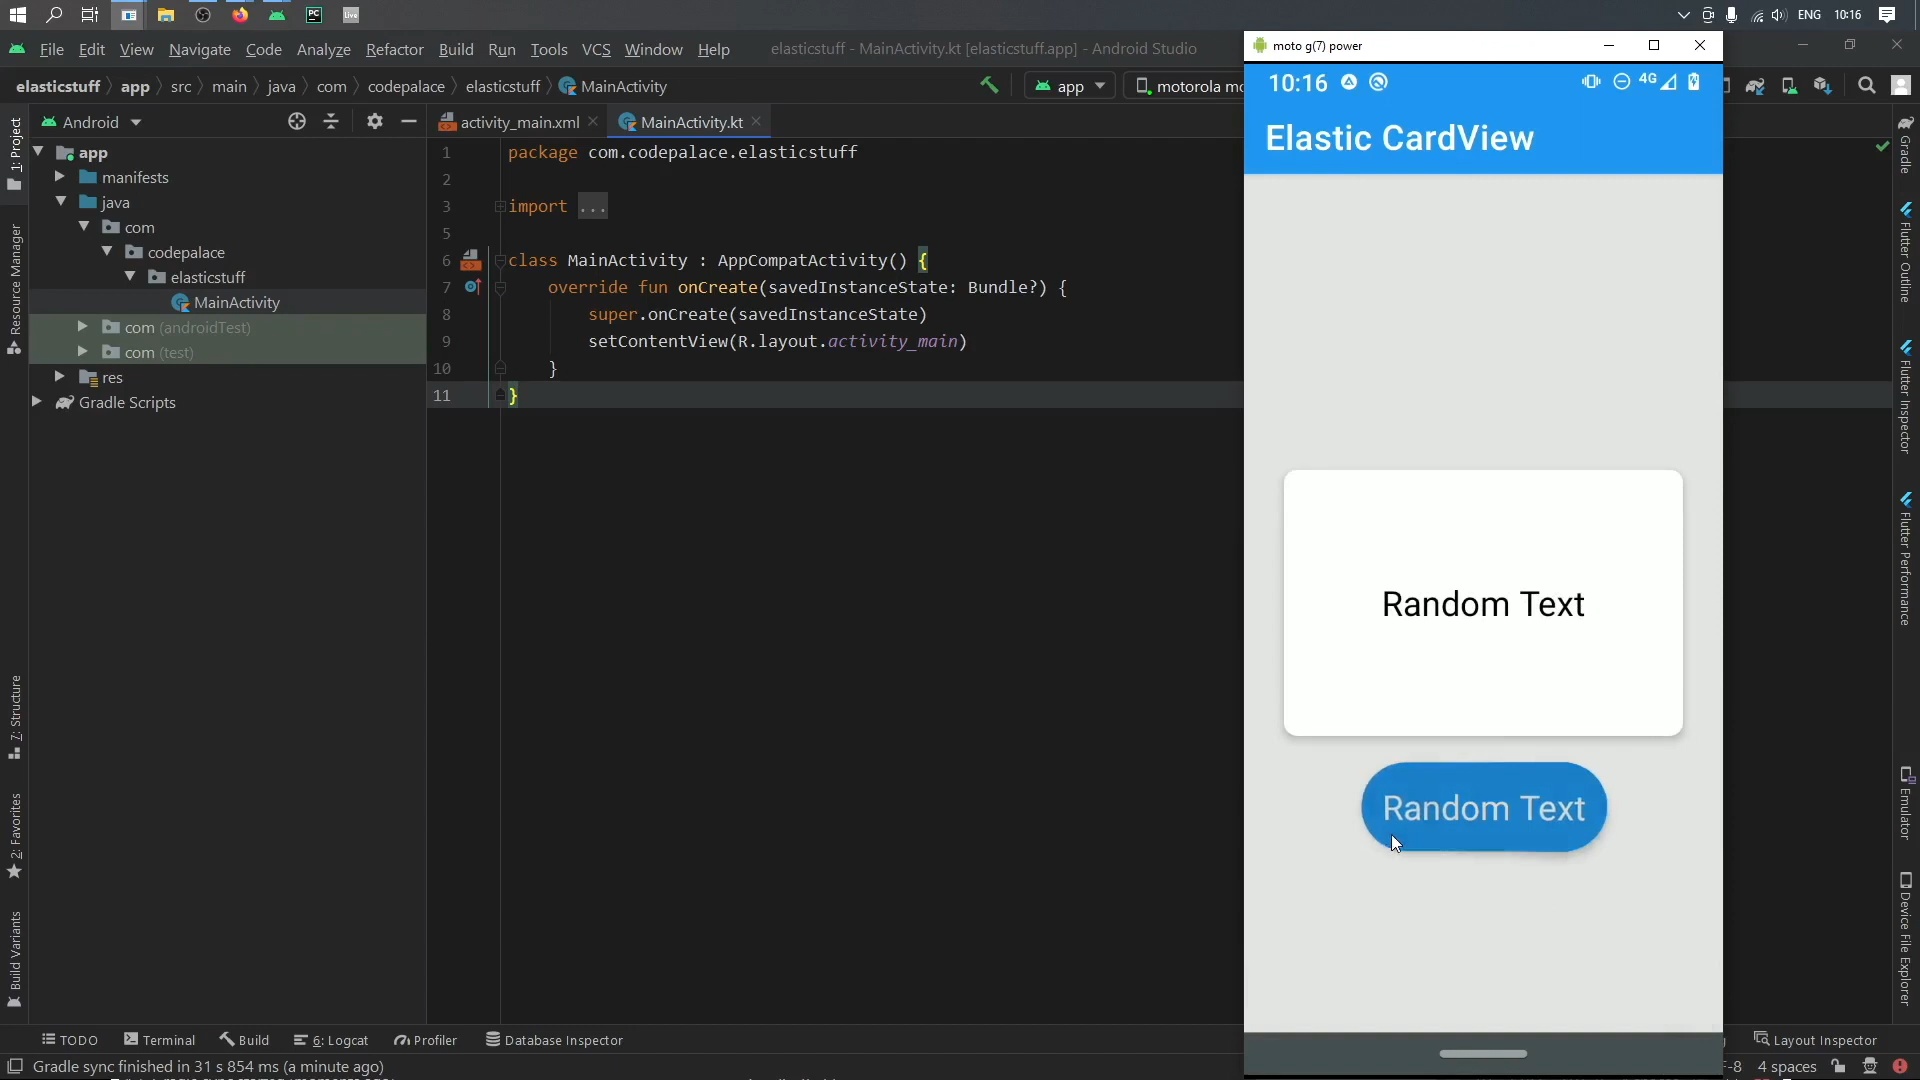 PC
Live
ENG
10:16
File Edit View Navigate Code Analyze Refactor Build Run Tools VCS Window Help
elasticstuff - MainActivity.kt [elasticstuff.app] - Android Studio
elasticstuff app src main java com codepalace elasticstuff MainActivity
app
motorola mo
Android
activity_main.xml
MainActivity.kt
app
manifests
java
com
codepalace
elasticstuff
MainActivity
com (androidTest)
com (test)
res
Gradle Scripts
1: Project
Resource Manager
7: Structure
2: Favorites
Build Variants
1 package com.codepalace.elasticstuff
2
3 import ...
5
6 class MainActivity : AppCompatActivity() {
7 override fun onCreate(savedInstanceState: Bundle?) {
8 super.onCreate(savedInstanceState)
9 setContentView(R.layout.activity_main)
10 }
11 }
moto g(7) power
10:16
4G
Elastic CardView
Random Text
Random Text
Gradle
Flutter Outline
Flutter Inspector
Flutter Performance
Emulator
Device File Explorer
TODO Terminal Build 6: Logcat Profiler Database Inspector
Layout Inspector
Gradle sync finished in 31 s 854 ms (a minute ago)
F-8
4 spaces